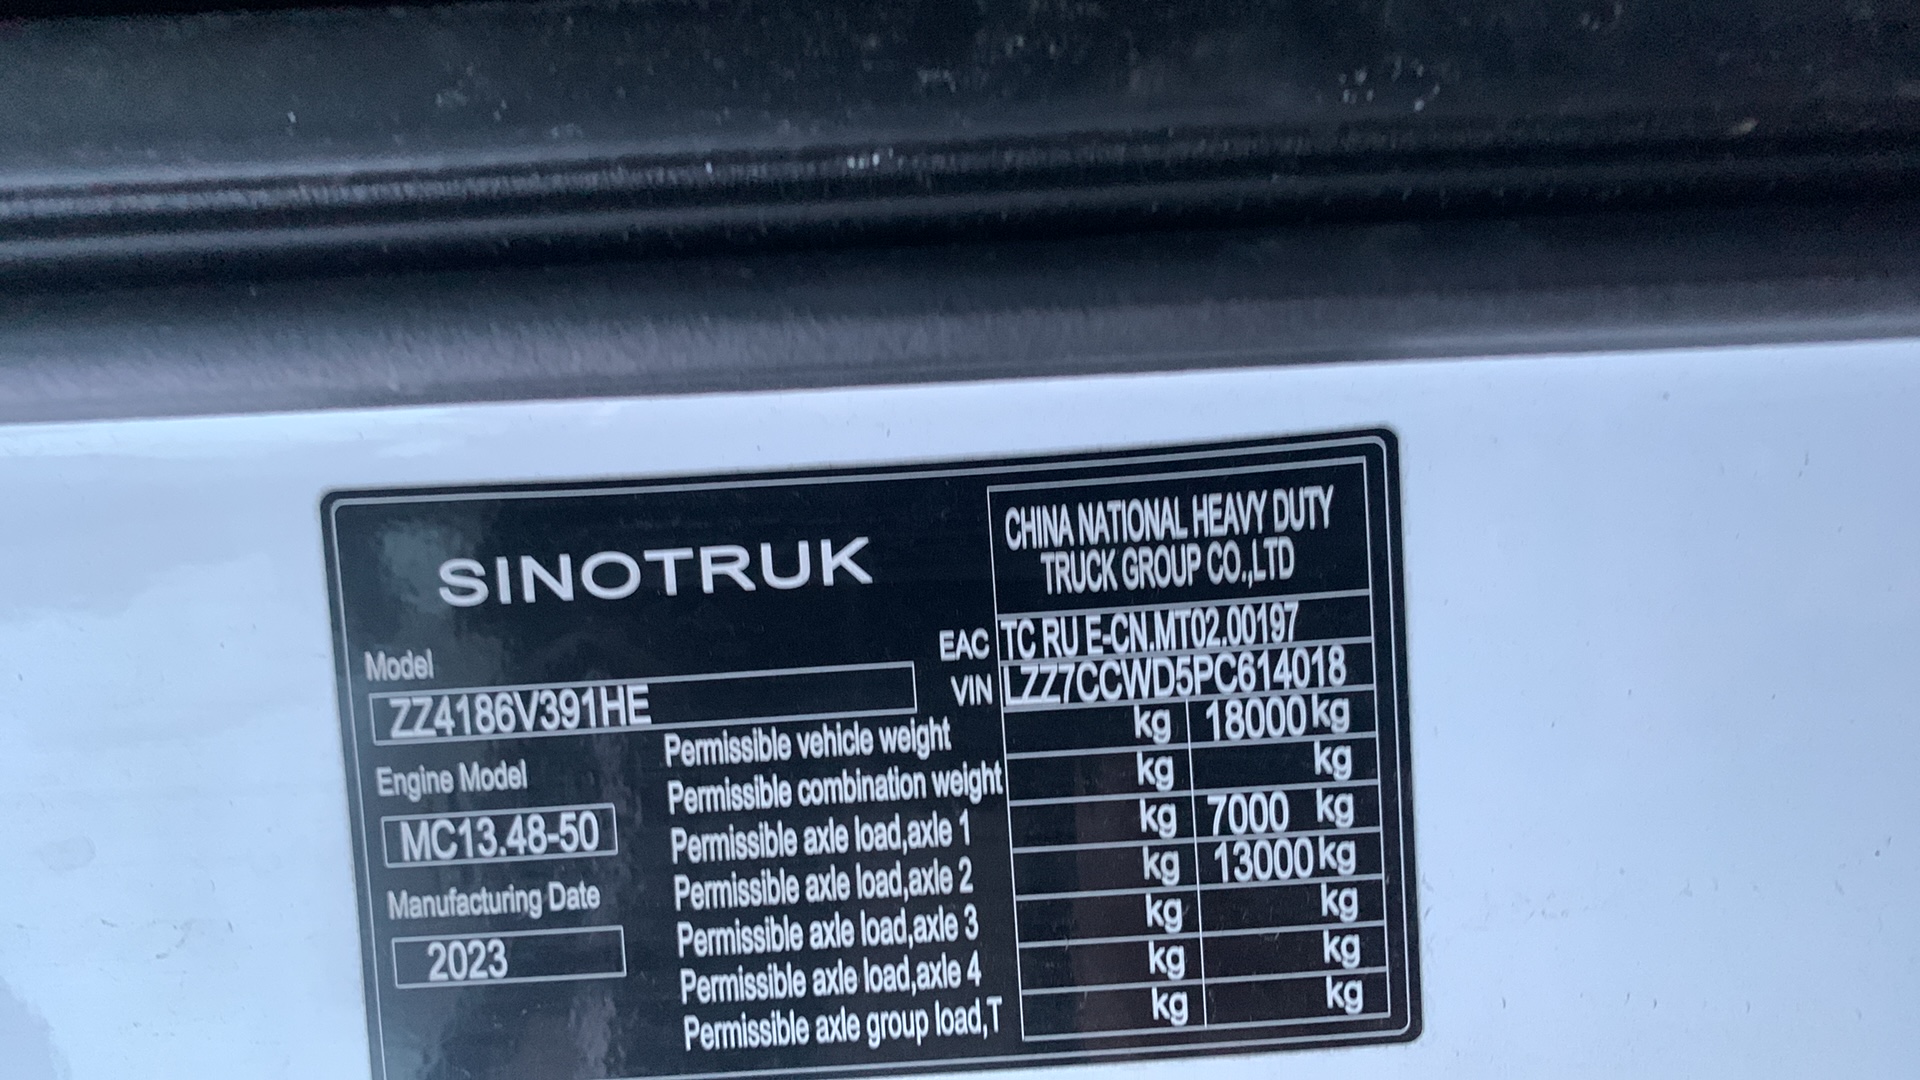 SINOTRUK
CHINA NATIONAL HEAVY DUTY
TRUCK GROUP CO.,LTD
EAC TC RU E-CN.MT02.00197
VIN LZZ7CCWD5PC614018
Model
ZZ4186V391HE
Engine Model
MC13.48-50
Manufacturing Date
2023
Permissible vehicle weight kg 18000 kg
Permissible combination weight kg kg
Permissible axle load,axle 1 kg 7000 kg
Permissible axle load,axle 2 kg 13000 kg
Permissible axle load,axle 3 kg kg
Permissible axle load,axle 4 kg kg
Permissible axle group load,T kg kg